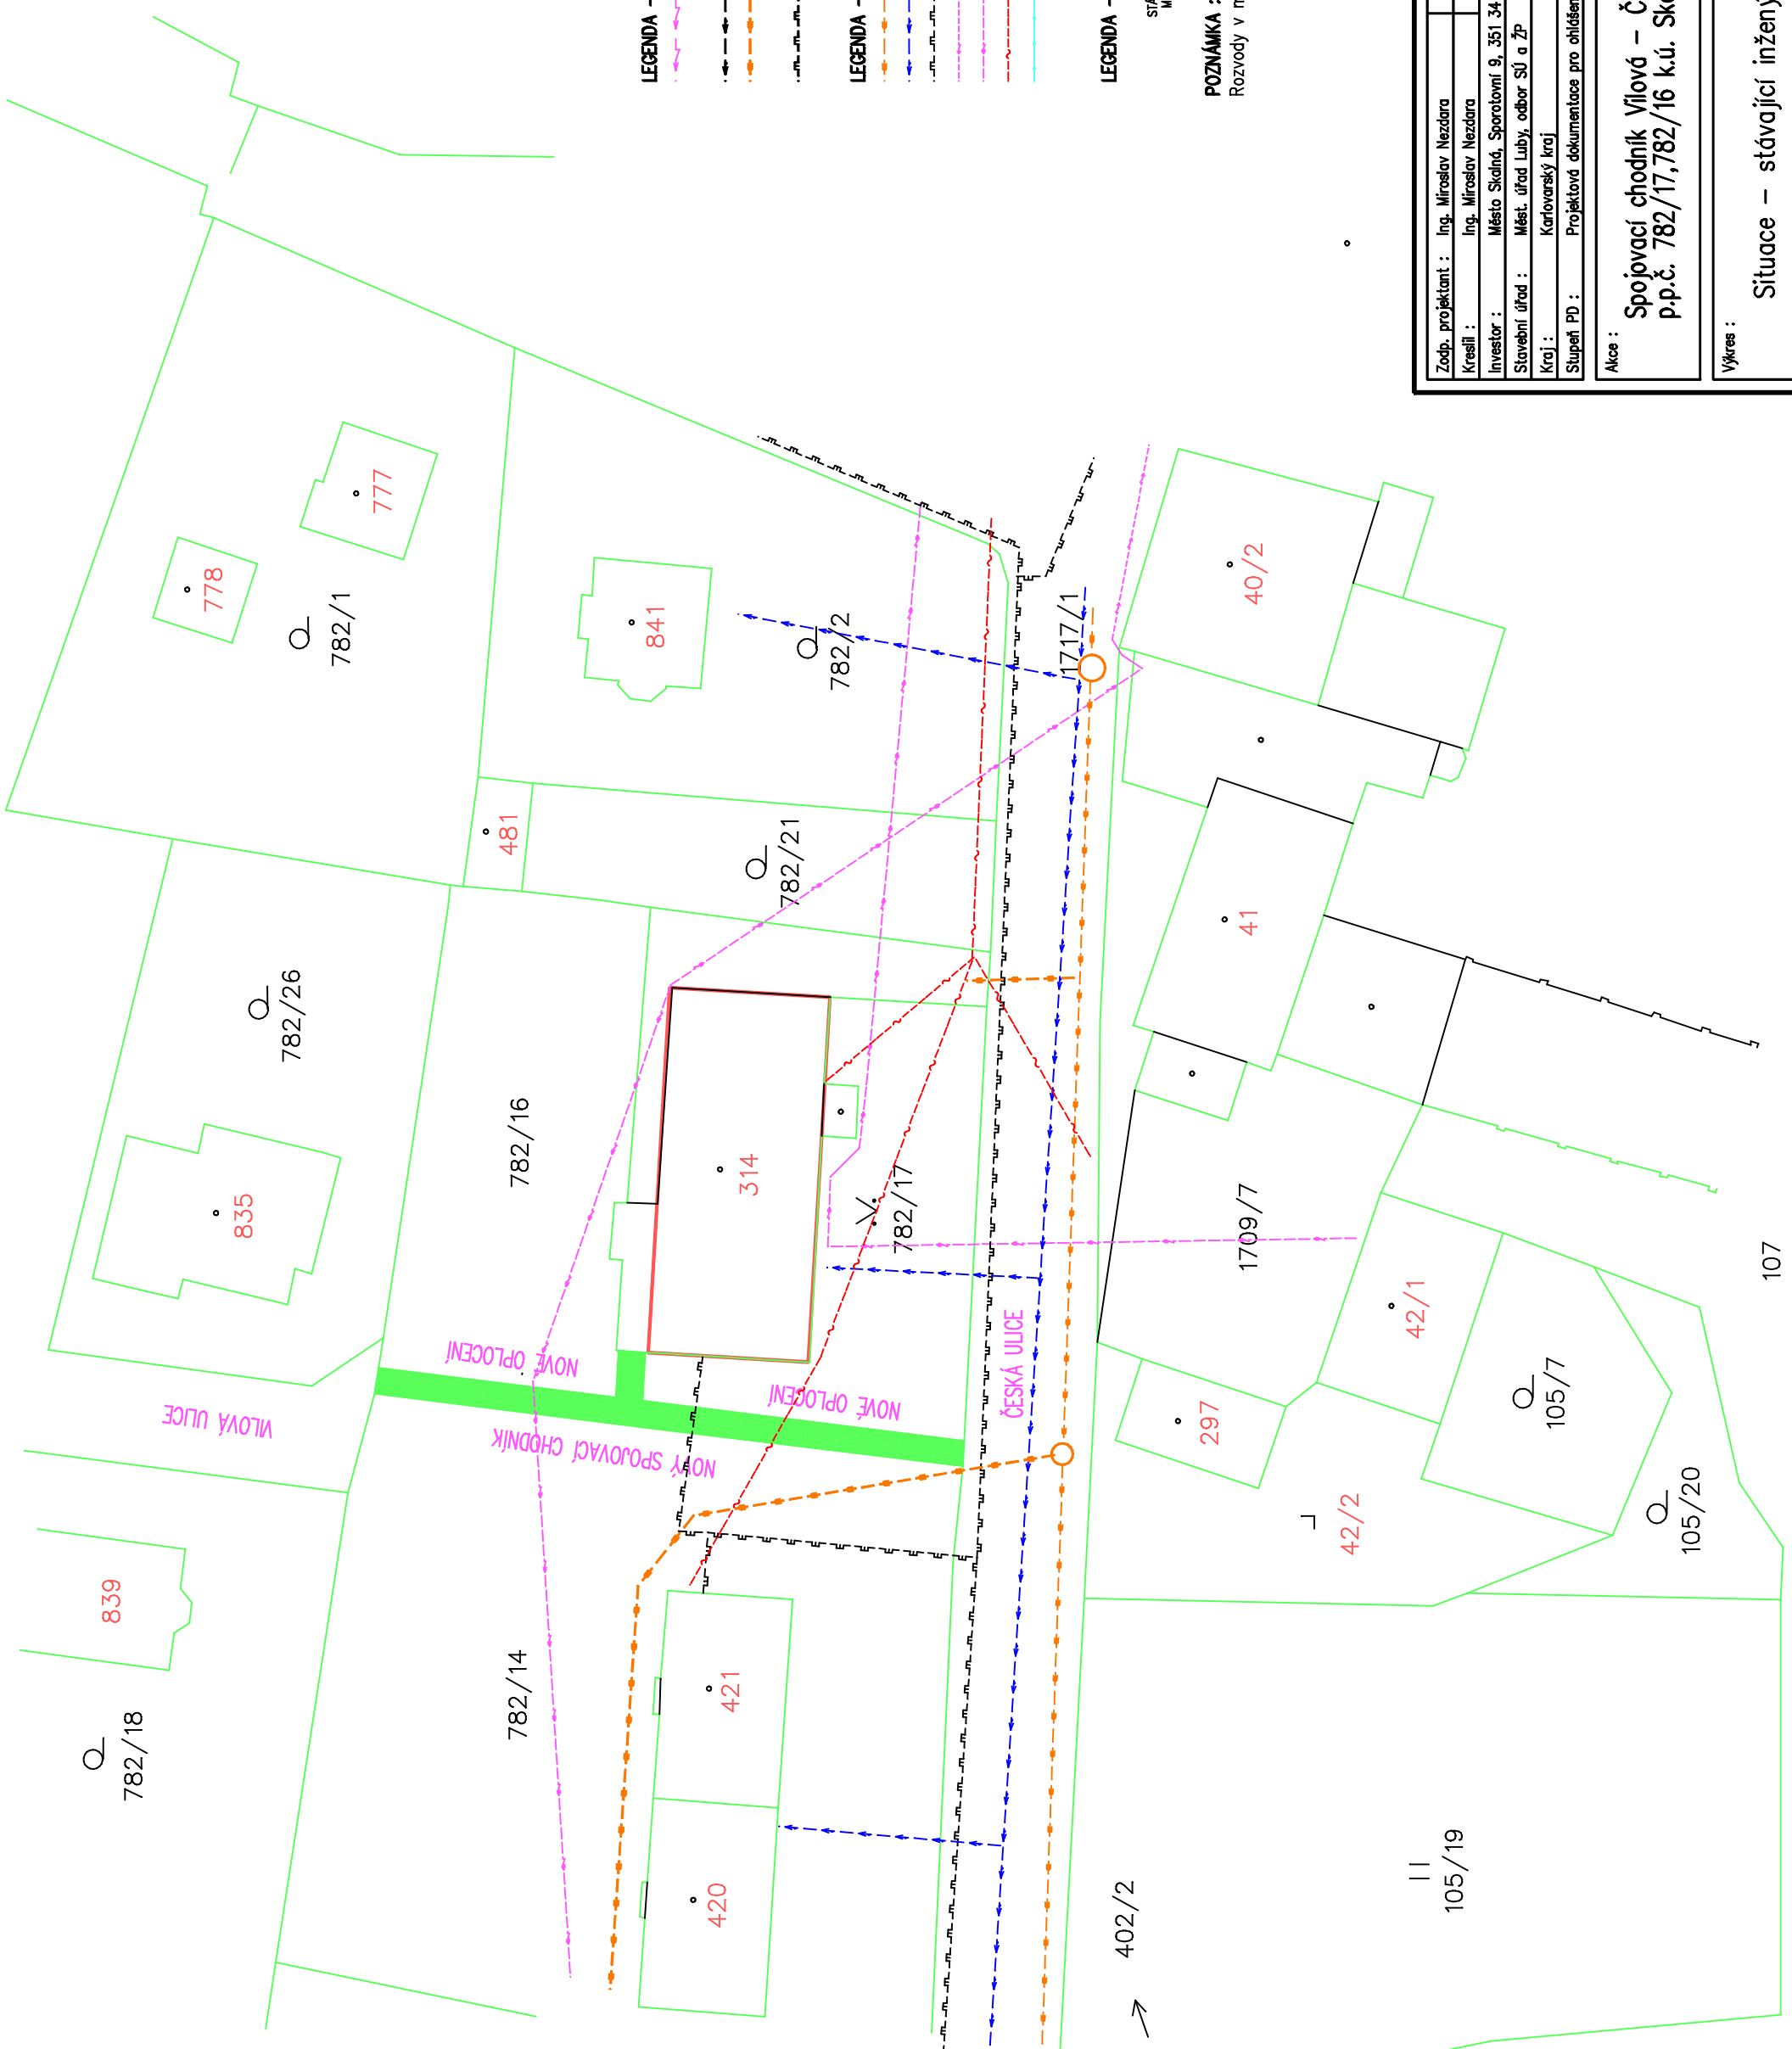 LEGENDA -
LEGENDA -
LEGENDA -
POZNÁMKA :
Rozvody v m
Zodp. projektant : Ing. Miroslav Nezdara
Kreslil : Ing. Miroslav Nezdara
Investor : Město Skalná, Sporotovní 9, 351 34
Stavební úřad : Měst. úřad Luby, odbor SÚ a ŽP
Kraj : Karlovarský kraj
Stupeň PD : Projektová dokumentace pro ohlášen
Akce :
Spojovací chodník Vilová - Č
p.p.č. 782/17,782/16 k.ú. Ska
Výkres :
Situace - stávající inženýr
778
777
782/1
841
782/2
1717/1
40/2
481
782/21
41
782/26
835
782/16
314
782/17
1709/7
42/1
107
VILOVÁ ULICE
NOVÉ OPLOCENÍ
NOVÉ OPLOCENÍ
NOVÝ SPOJOVACÍ CHODNÍK
ČESKÁ ULICE
297
105/7
42/2
105/20
839
782/18
782/14
421
420
402/2
105/19